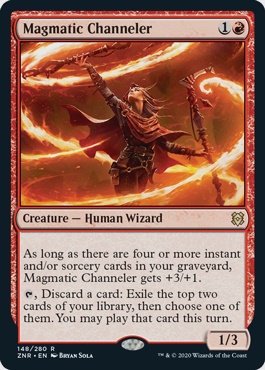 Magmatic Channeler 1
Creature — Human Wizard
As long as there are four or more instant
and/or sorcery cards in your graveyard,
Magmatic Channeler gets +3/+1.
, Discard a card: Exile the top two
cards of your library, then choose one of
them. You may play that card this turn.
1/3
148/280 R
ZNR • EN BRYAN SOLA
™ & © 2020 Wizards of the Coast